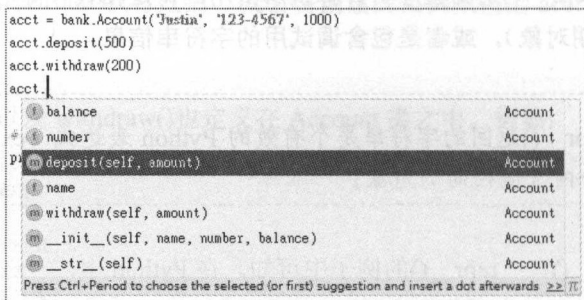 acct = bank.Account('Justin', '123-4567', 1000)
acct.deposit(500)
acct.withdraw(200)
acct.
f balance Account
f number Account
m deposit(self, amount) Account
f name Account
m withdraw(self, amount) Account
m __init__(self, name, number, balance) Account
m __str__(self) Account
Press Ctrl+Period to choose the selected (or first) suggestion and insert a dot afterwards >> π